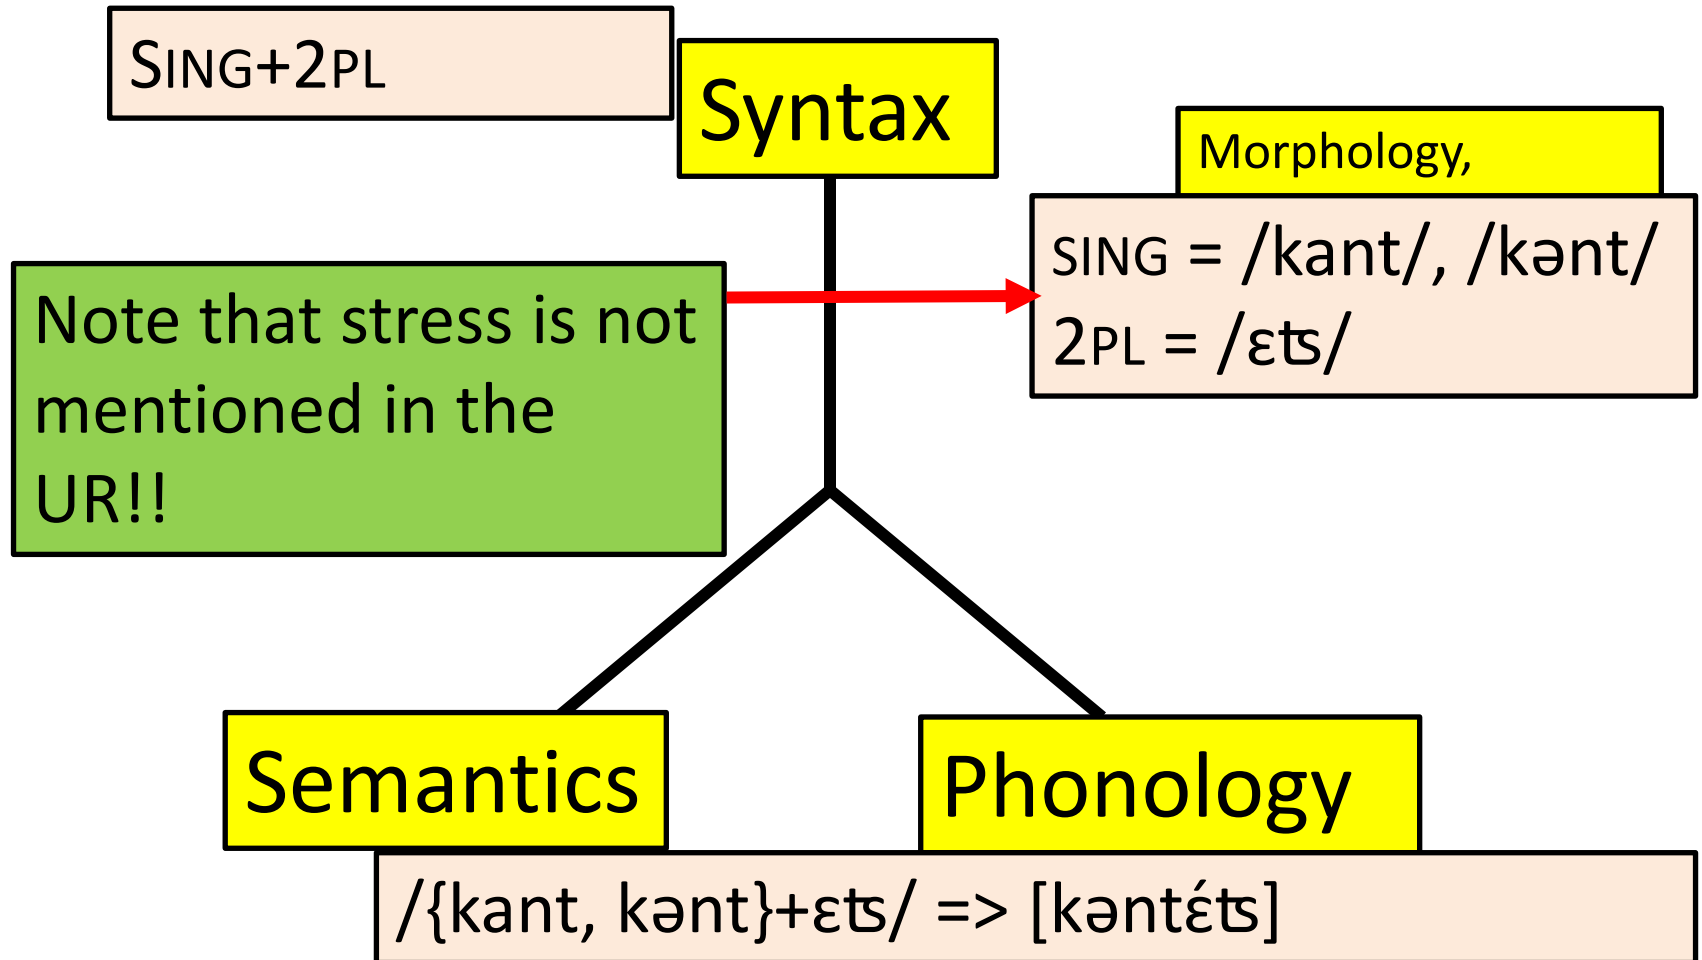 SING+2PL
Syntax
Morphology,
SING = /kant/, /kənt/
2PL = /ɛʦ/
Note that stress is not
mentioned in the
UR!!
Semantics
Phonology
/{kant, kənt}+ɛʦ/ => [kəntɛ́ʦ]